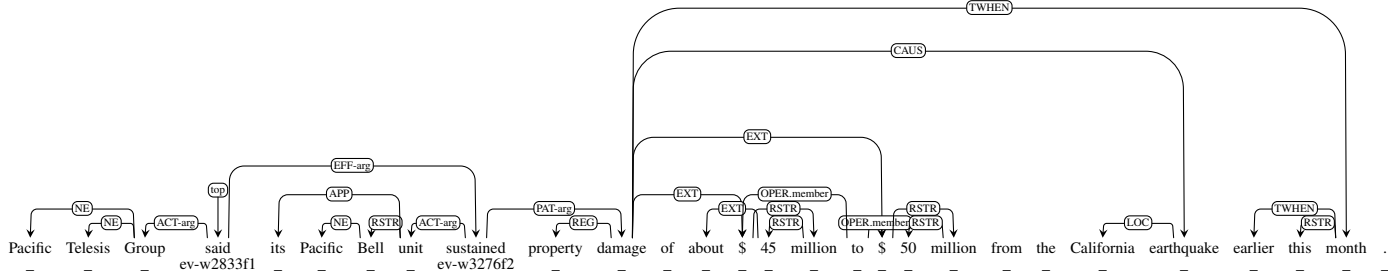 TWHEN
CAUS
EXT
EFF-arg
top APP EXT OPER.member
NE PAT-arg EXT RSTR RSTR
NE ACT-arg NE RSTR ACT-arg REG RSTR OPER.member RSTR LOC TWHEN RSTR
Pacific Telesis Group said its Pacific Bell unit sustained property damage of about $ 45 million to $ 50 million from the California earthquake earlier this month .
ev-w2833f1 ev-w3276f2
_ _ _ _ _ _ _ _ _ _ _ _ _ _ _ _ _ _ _ _ _ _ _ _ _ _ _ _